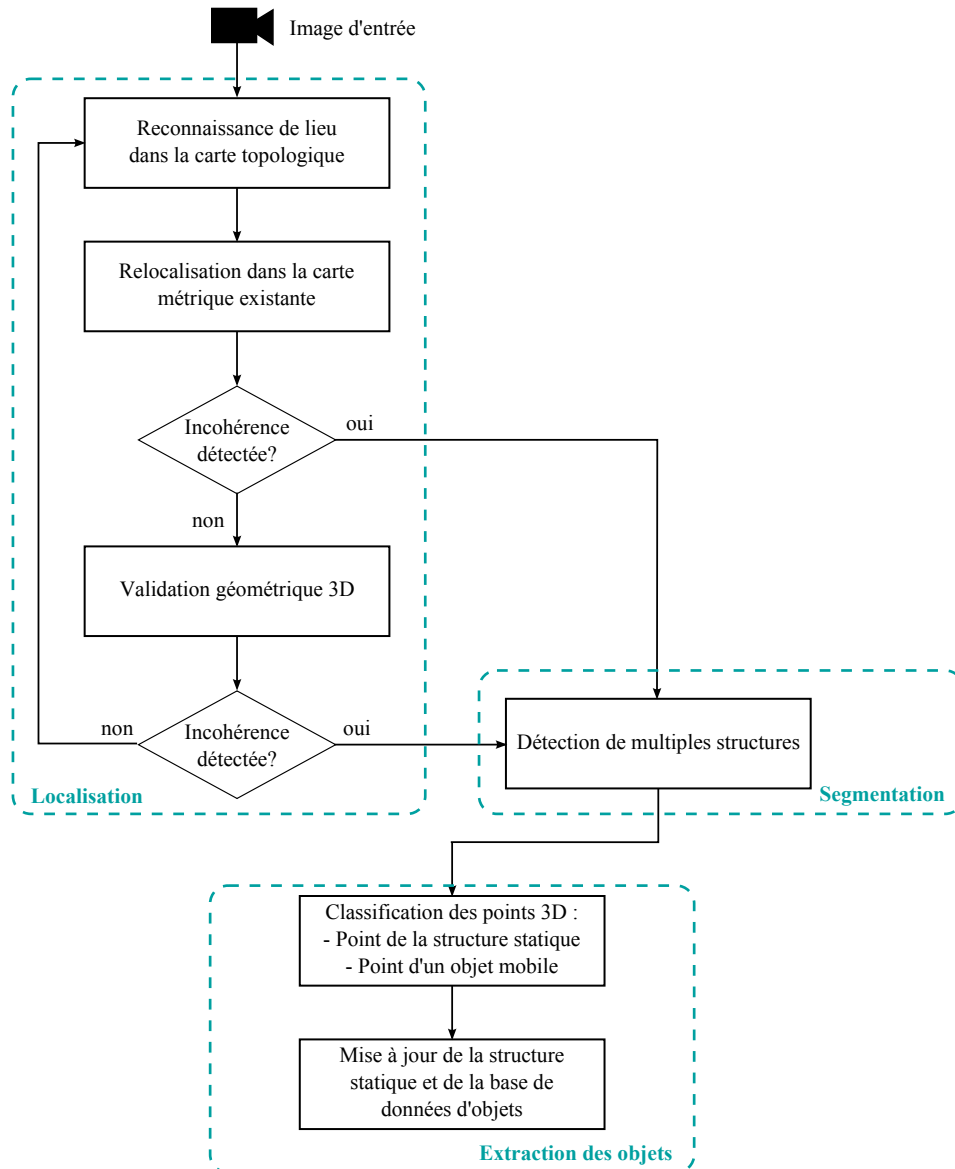 Image d'entrée
Reconnaissance de lieu
dans la carte topologique
Relocalisation dans la carte
métrique existante
Incohérence
détectée?
oui
non
Validation géométrique 3D
Incohérence
détectée?
non
oui
Localisation
Détection de multiples structures
Segmentation
Classification des points 3D :
- Point de la structure statique
- Point d'un objet mobile
Mise à jour de la structure
statique et de la base de
données d'objets
Extraction des objets